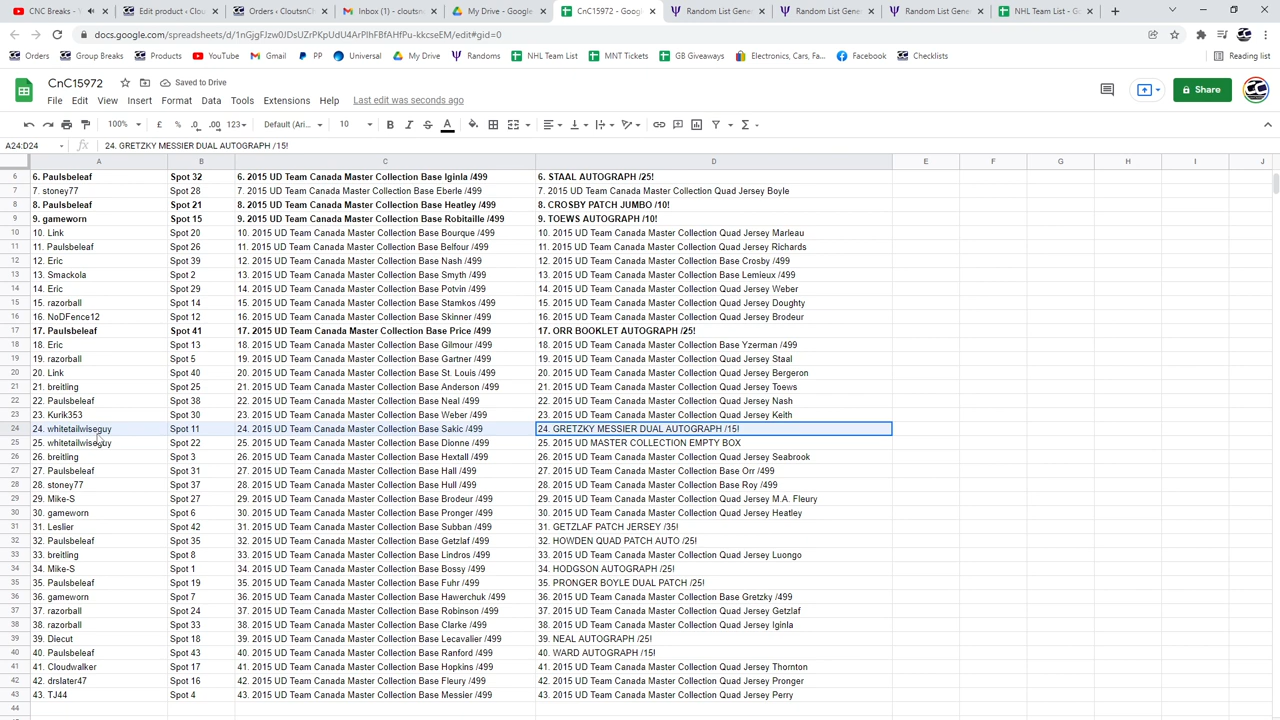 CNC Breaks - Y
Edit product « Clou
Orders ‹ CloutsnC
Inbox (1) - cloutsn
My Drive - Google
CnC15972 - Goog
Random List Gene
Random List Gene
Random List Gene
NHL Team List - G
docs.google.com/spreadsheets/d/1nGjgFJzw0JDsUZrPKpUdU4ArPlhFBfAHfPu-kkcseEM/edit#gid=0
Orders
Group Breaks
Products
YouTube
Gmail
PP
Universal
My Drive
Randoms
NHL Team List
MNT Tickets
GB Giveaways
Electronics, Cars, Fa...
Facebook
Checklists
Reading list
CnC15972
Saved to Drive
File Edit View Insert Format Data Tools Extensions Help Last edit was seconds ago
Share
100% £ % .0 .00 123 Default (Ari... 10 B I S A
A24:D24 fx 24. GRETZKY MESSIER DUAL AUTOGRAPH /15!
A B C D E F G H I J
6 6. Paulsbeleaf Spot 32 6. 2015 UD Team Canada Master Collection Base Iginla /499 6. STAAL AUTOGRAPH /25!
7 7. stoney77 Spot 28 7. 2015 UD Team Canada Master Collection Base Eberle /499 7. 2015 UD Team Canada Master Collection Quad Jersey Boyle
8 8. Paulsbeleaf Spot 21 8. 2015 UD Team Canada Master Collection Base Heatley /499 8. CROSBY PATCH JUMBO /10!
9 9. gameworn Spot 15 9. 2015 UD Team Canada Master Collection Base Robitaille /499 9. TOEWS AUTOGRAPH /10!
10 10. Link Spot 20 10. 2015 UD Team Canada Master Collection Base Bourque /499 10. 2015 UD Team Canada Master Collection Quad Jersey Marleau
11 11. Paulsbeleaf Spot 26 11. 2015 UD Team Canada Master Collection Base Belfour /499 11. 2015 UD Team Canada Master Collection Quad Jersey Richards
12 12. Eric Spot 39 12. 2015 UD Team Canada Master Collection Base Nash /499 12. 2015 UD Team Canada Master Collection Base Crosby /499
13 13. Smackola Spot 2 13. 2015 UD Team Canada Master Collection Base Smyth /499 13. 2015 UD Team Canada Master Collection Base Lemieux /499
14 14. Eric Spot 29 14. 2015 UD Team Canada Master Collection Base Potvin /499 14. 2015 UD Team Canada Master Collection Quad Jersey Weber
15 15. razorball Spot 14 15. 2015 UD Team Canada Master Collection Base Stamkos /499 15. 2015 UD Team Canada Master Collection Quad Jersey Doughty
16 16. NoDFence12 Spot 12 16. 2015 UD Team Canada Master Collection Base Skinner /499 16. 2015 UD Team Canada Master Collection Quad Jersey Brodeur
17 17. Paulsbeleaf Spot 41 17. 2015 UD Team Canada Master Collection Base Price /499 17. ORR BOOKLET AUTOGRAPH /25!
18 18. Eric Spot 13 18. 2015 UD Team Canada Master Collection Base Gilmour /499 18. 2015 UD Team Canada Master Collection Base Yzerman /499
19 19. razorball Spot 5 19. 2015 UD Team Canada Master Collection Base Gartner /499 19. 2015 UD Team Canada Master Collection Quad Jersey Staal
20 20. Link Spot 40 20. 2015 UD Team Canada Master Collection Base St. Louis /499 20. 2015 UD Team Canada Master Collection Quad Jersey Bergeron
21 21. breitling Spot 25 21. 2015 UD Team Canada Master Collection Base Anderson /499 21. 2015 UD Team Canada Master Collection Quad Jersey Toews
22 22. Paulsbeleaf Spot 38 22. 2015 UD Team Canada Master Collection Base Neal /499 22. 2015 UD Team Canada Master Collection Quad Jersey Nash
23 23. Kurik353 Spot 30 23. 2015 UD Team Canada Master Collection Base Weber /499 23. 2015 UD Team Canada Master Collection Quad Jersey Keith
24 24. whitetailwiseguy Spot 11 24. 2015 UD Team Canada Master Collection Base Sakic /499 24. GRETZKY MESSIER DUAL AUTOGRAPH /15!
25 25. whitetailwiseguy Spot 22 25. 2015 UD Team Canada Master Collection Base Dionne /499 25. 2015 UD MASTER COLLECTION EMPTY BOX
26 26. breitling Spot 3 26. 2015 UD Team Canada Master Collection Base Hextall /499 26. 2015 UD Team Canada Master Collection Quad Jersey Seabrook
27 27. Paulsbeleaf Spot 31 27. 2015 UD Team Canada Master Collection Base Hall /499 27. 2015 UD Team Canada Master Collection Base Orr /499
28 28. stoney77 Spot 37 28. 2015 UD Team Canada Master Collection Base Hull /499 28. 2015 UD Team Canada Master Collection Base Roy /499
29 29. Mike-S Spot 27 29. 2015 UD Team Canada Master Collection Base Brodeur /499 29. 2015 UD Team Canada Master Collection Quad Jersey M.A. Fleury
30 30. gameworn Spot 6 30. 2015 UD Team Canada Master Collection Base Pronger /499 30. 2015 UD Team Canada Master Collection Quad Jersey Heatley
31 31. Leslier Spot 42 31. 2015 UD Team Canada Master Collection Base Subban /499 31. GETZLAF PATCH JERSEY /35!
32 32. Paulsbeleaf Spot 35 32. 2015 UD Team Canada Master Collection Base Getzlaf /499 32. HOWDEN QUAD PATCH AUTO /25!
33 33. breitling Spot 8 33. 2015 UD Team Canada Master Collection Base Lindros /499 33. 2015 UD Team Canada Master Collection Quad Jersey Luongo
34 34. Mike-S Spot 1 34. 2015 UD Team Canada Master Collection Base Bossy /499 34. HODGSON AUTOGRAPH /25!
35 35. Paulsbeleaf Spot 19 35. 2015 UD Team Canada Master Collection Base Fuhr /499 35. PRONGER BOYLE DUAL PATCH /25!
36 36. gameworn Spot 7 36. 2015 UD Team Canada Master Collection Base Hawerchuk /499 36. 2015 UD Team Canada Master Collection Base Gretzky /499
37 37. razorball Spot 24 37. 2015 UD Team Canada Master Collection Base Robinson /499 37. 2015 UD Team Canada Master Collection Quad Jersey Getzlaf
38 38. razorball Spot 33 38. 2015 UD Team Canada Master Collection Base Clarke /499 38. 2015 UD Team Canada Master Collection Quad Jersey Iginla
39 39. Diecut Spot 18 39. 2015 UD Team Canada Master Collection Base Lecavalier /499 39. NEAL AUTOGRAPH /25!
40 40. Paulsbeleaf Spot 43 40. 2015 UD Team Canada Master Collection Base Ranford /499 40. WARD AUTOGRAPH /15!
41 41. Cloudwalker Spot 17 41. 2015 UD Team Canada Master Collection Base Hopkins /499 41. 2015 UD Team Canada Master Collection Quad Jersey Thornton
42 42. drslater47 Spot 16 42. 2015 UD Team Canada Master Collection Base Fleury /499 42. 2015 UD Team Canada Master Collection Quad Jersey Pronger
43 43. TJ44 Spot 4 43. 2015 UD Team Canada Master Collection Base Messier /499 43. 2015 UD Team Canada Master Collection Quad Jersey Perry
44